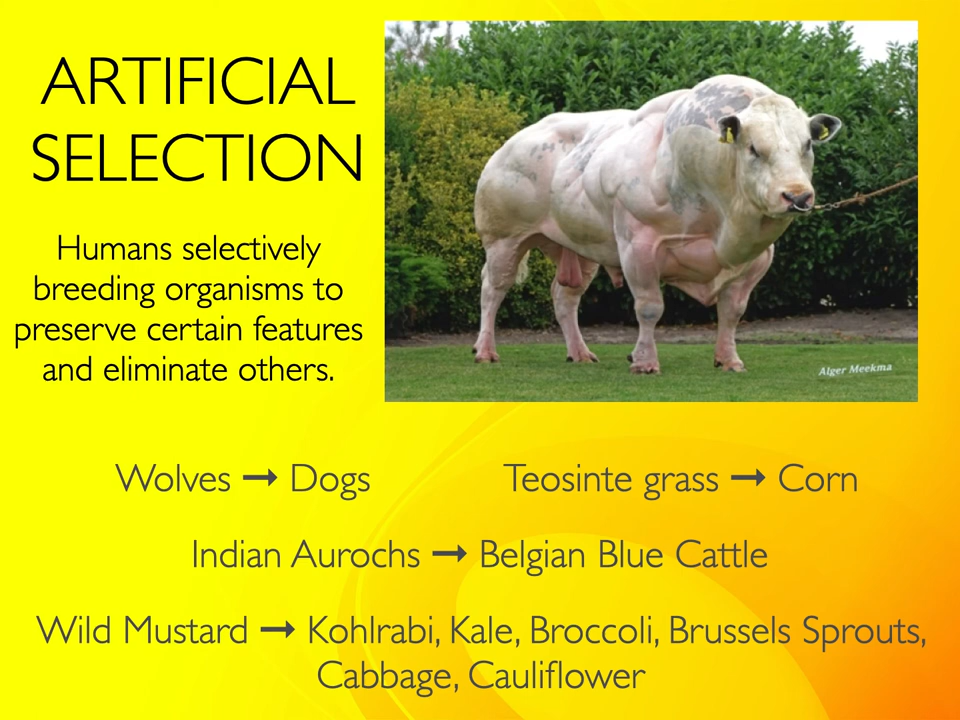 ARTIFICIAL
SELECTION
Humans selectively
breeding organisms to
preserve certain features
and eliminate others.
Alger Meekma
Wolves ➞ Dogs
Teosinte grass ➞ Corn
Indian Aurochs ➞ Belgian Blue Cattle
Wild Mustard ➞ Kohlrabi, Kale, Broccoli, Brussels Sprouts,
Cabbage, Cauliflower